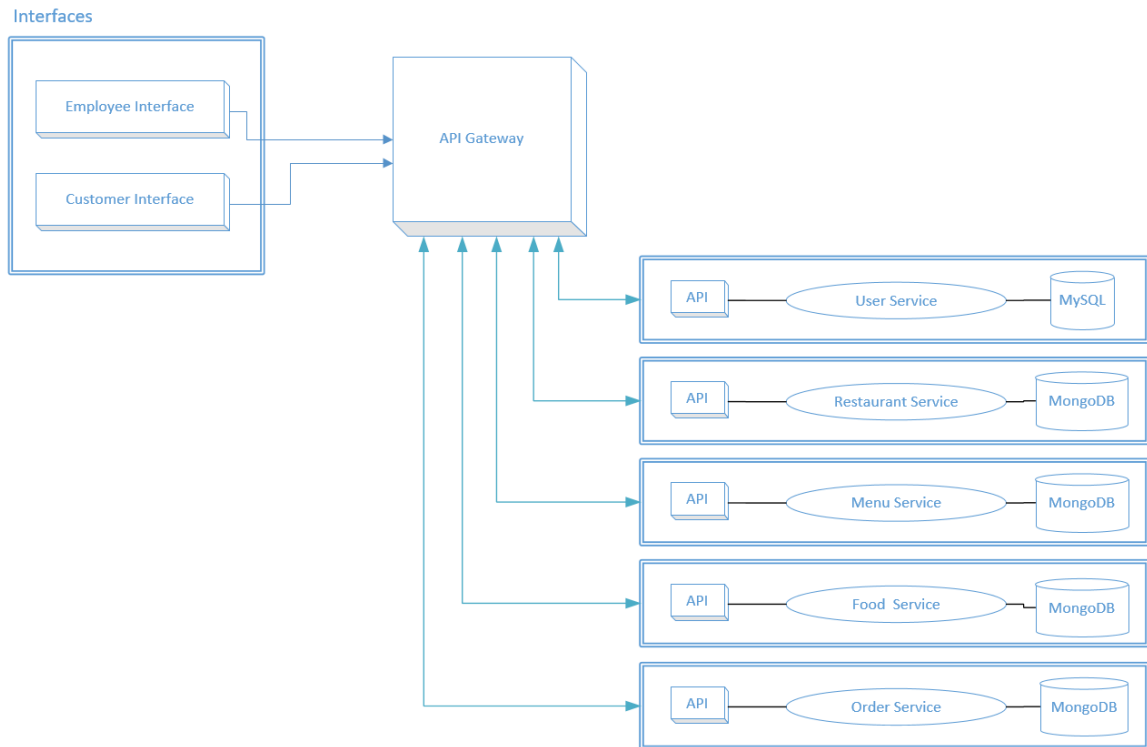 Interfaces
Employee Interface
API Gateway
Customer Interface
API
User Service
MySQL
API
Restaurant Service
MongoDB
API
Menu Service
MongoDB
API
Food  Service
MongoDB
API
Order Service
MongoDB